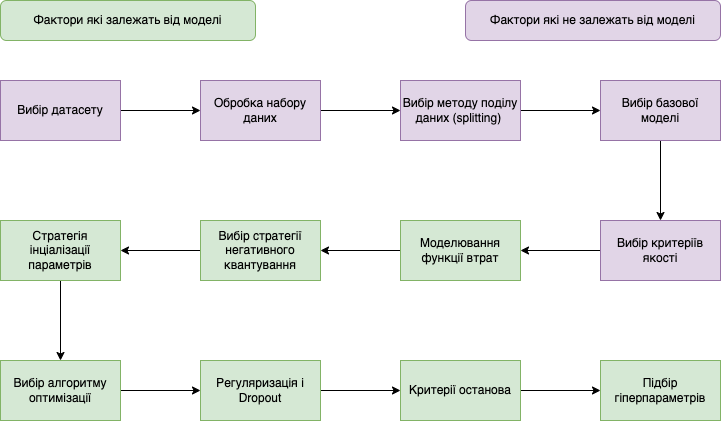 Фактори які залежать від моделі
Фактори які не залежать від моделі
Вибір датасету
Обробка набору
даних
Вибір методу поділу
даних (splitting)
Вибір базової
моделі
Стратегія
інціалізації
параметрів
Вибір стратегії
негативного
квантування
Моделювання
функції втрат
Вибір критеріїв
якості
Вибір алгоритму
оптимізації
Регуляризація і
Dropout
Критерії останова
Підбір
гіперпараметрів